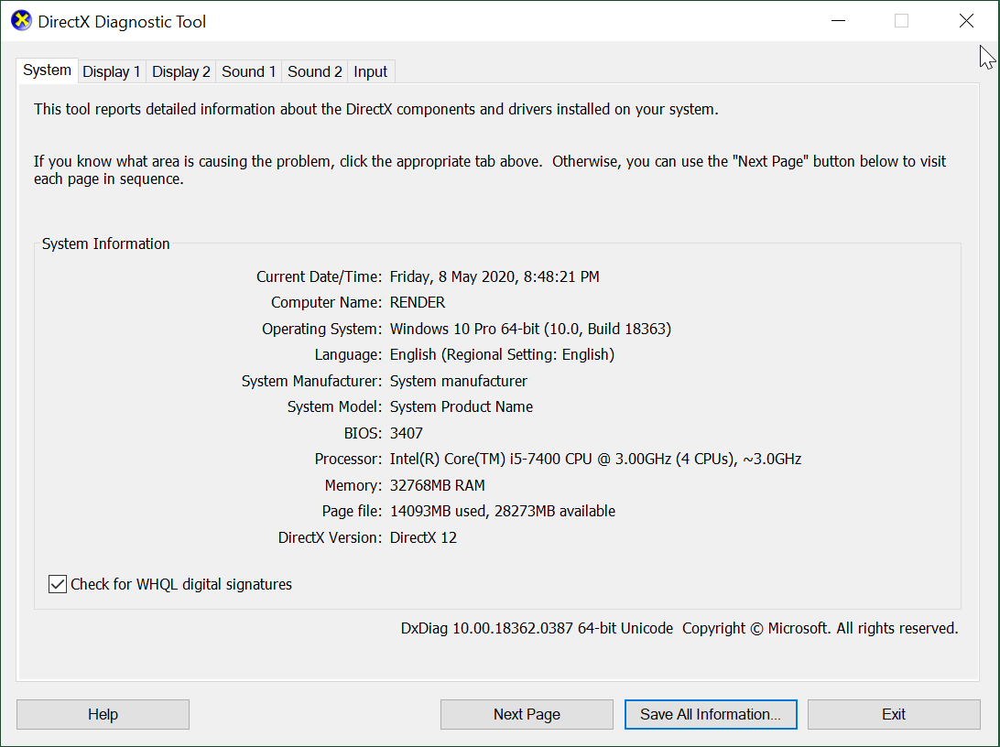 DirectX Diagnostic Tool
System Display 1 Display 2 Sound 1 Sound 2 Input
This tool reports detailed information about the DirectX components and drivers installed on your system.
If you know what area is causing the problem, click the appropriate tab above.  Otherwise, you can use the "Next Page" button below to visit
each page in sequence.
System Information
Current Date/Time: Friday, 8 May 2020, 8:48:21 PM
Computer Name: RENDER
Operating System: Windows 10 Pro 64-bit (10.0, Build 18363)
Language: English (Regional Setting: English)
System Manufacturer: System manufacturer
System Model: System Product Name
BIOS: 3407
Processor: Intel(R) Core(TM) i5-7400 CPU @ 3.00GHz (4 CPUs), ~3.0GHz
Memory: 32768MB RAM
Page file: 14093MB used, 28273MB available
DirectX Version: DirectX 12
Check for WHQL digital signatures
DxDiag 10.00.18362.0387 64-bit Unicode  Copyright © Microsoft. All rights reserved.
Help Next Page Save All Information... Exit